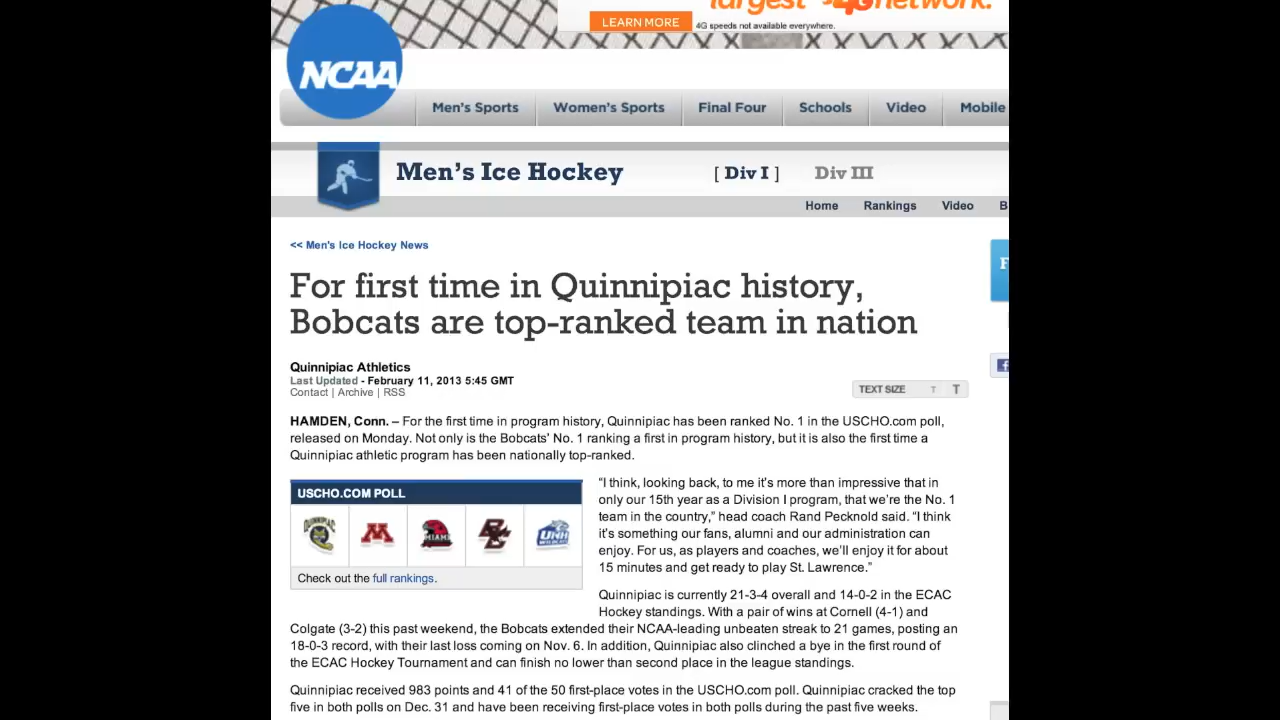 largest 4G network.
LEARN MORE
4G speeds not available everywhere.
NCAA
Men's Sports Women's Sports Final Four Schools Video Mobile
Men's Ice Hockey [ Div I ] Div III
Home Rankings Video B
<< Men's Ice Hockey News
F
For first time in Quinnipiac history,
Bobcats are top-ranked team in nation
Quinnipiac Athletics
Last Updated - February 11, 2013 5:45 GMT
Contact | Archive | RSS
TEXT SIZE T T
HAMDEN, Conn. – For the first time in program history, Quinnipiac has been ranked No. 1 in the USCHO.com poll,
released on Monday. Not only is the Bobcats' No. 1 ranking a first in program history, but it is also the first time a
Quinnipiac athletic program has been nationally top-ranked.
USCHO.COM POLL
QUINNIPIAC M MIAMI BC UNH WILDCATS
Check out the full rankings.
“I think, looking back, to me it's more than impressive that in
only our 15th year as a Division I program, that we're the No. 1
team in the country,” head coach Rand Pecknold said. “I think
it's something our fans, alumni and our administration can
enjoy. For us, as players and coaches, we'll enjoy it for about
15 minutes and get ready to play St. Lawrence.”
Quinnipiac is currently 21-3-4 overall and 14-0-2 in the ECAC
Hockey standings. With a pair of wins at Cornell (4-1) and
Colgate (3-2) this past weekend, the Bobcats extended their NCAA-leading unbeaten streak to 21 games, posting an
18-0-3 record, with their last loss coming on Nov. 6. In addition, Quinnipiac also clinched a bye in the first round of
the ECAC Hockey Tournament and can finish no lower than second place in the league standings.
Quinnipiac received 983 points and 41 of the 50 first-place votes in the USCHO.com poll. Quinnipiac cracked the top
five in both polls on Dec. 31 and have been receiving first-place votes in both polls during the past five weeks.